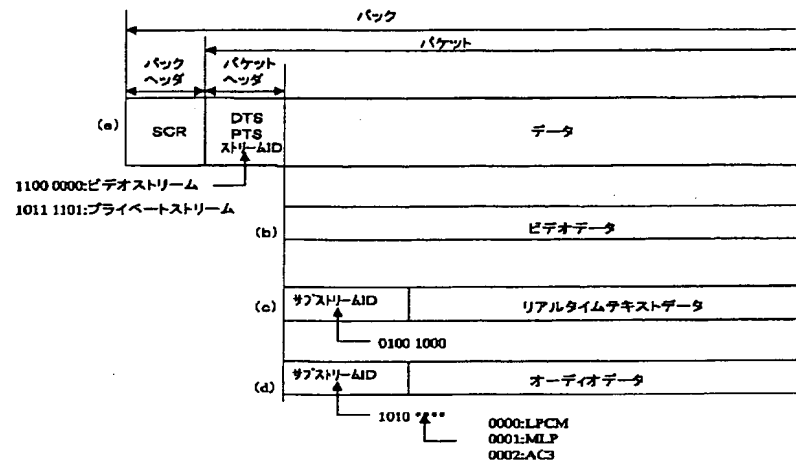 パック
パケット
パック
ヘッダ
パケット
ヘッダ
(a)
SCR
DTS
PTS
ストリームID
データ
1100 0000:ビデオストリーム
1011 1101:プライベートストリーム
(b)
ビデオデータ
(c)
サブストリームID
リアルタイムテキストデータ
0100 1000
(d)
サブストリームID
オーディオデータ
1010 ****
0000:LPCM
0001:MLP
0002:AC3